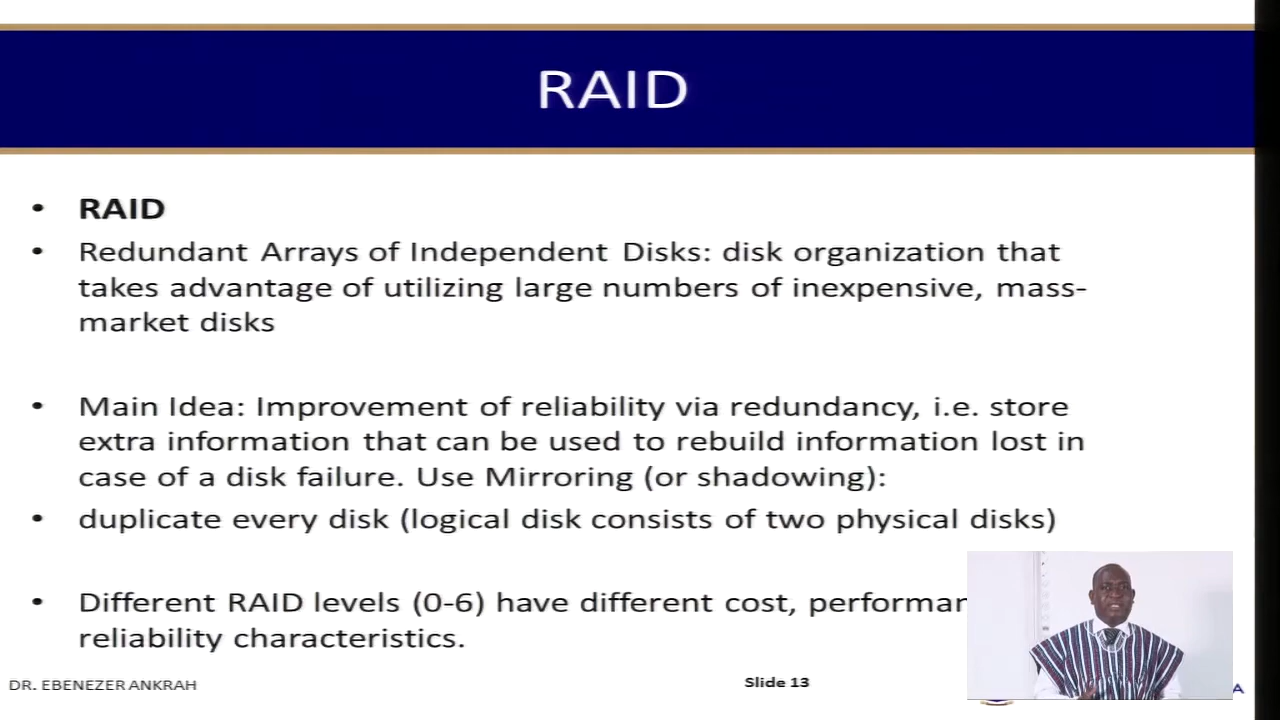 RAID
• RAID
• Redundant Arrays of Independent Disks: disk organization that
takes advantage of utilizing large numbers of inexpensive, mass-
market disks
• Main Idea: Improvement of reliability via redundancy, i.e. store
extra information that can be used to rebuild information lost in
case of a disk failure. Use Mirroring (or shadowing):
• duplicate every disk (logical disk consists of two physical disks)
• Different RAID levels (0-6) have different cost, performan
reliability characteristics.
DR. EBENEZER ANKRAH
Slide 13
A